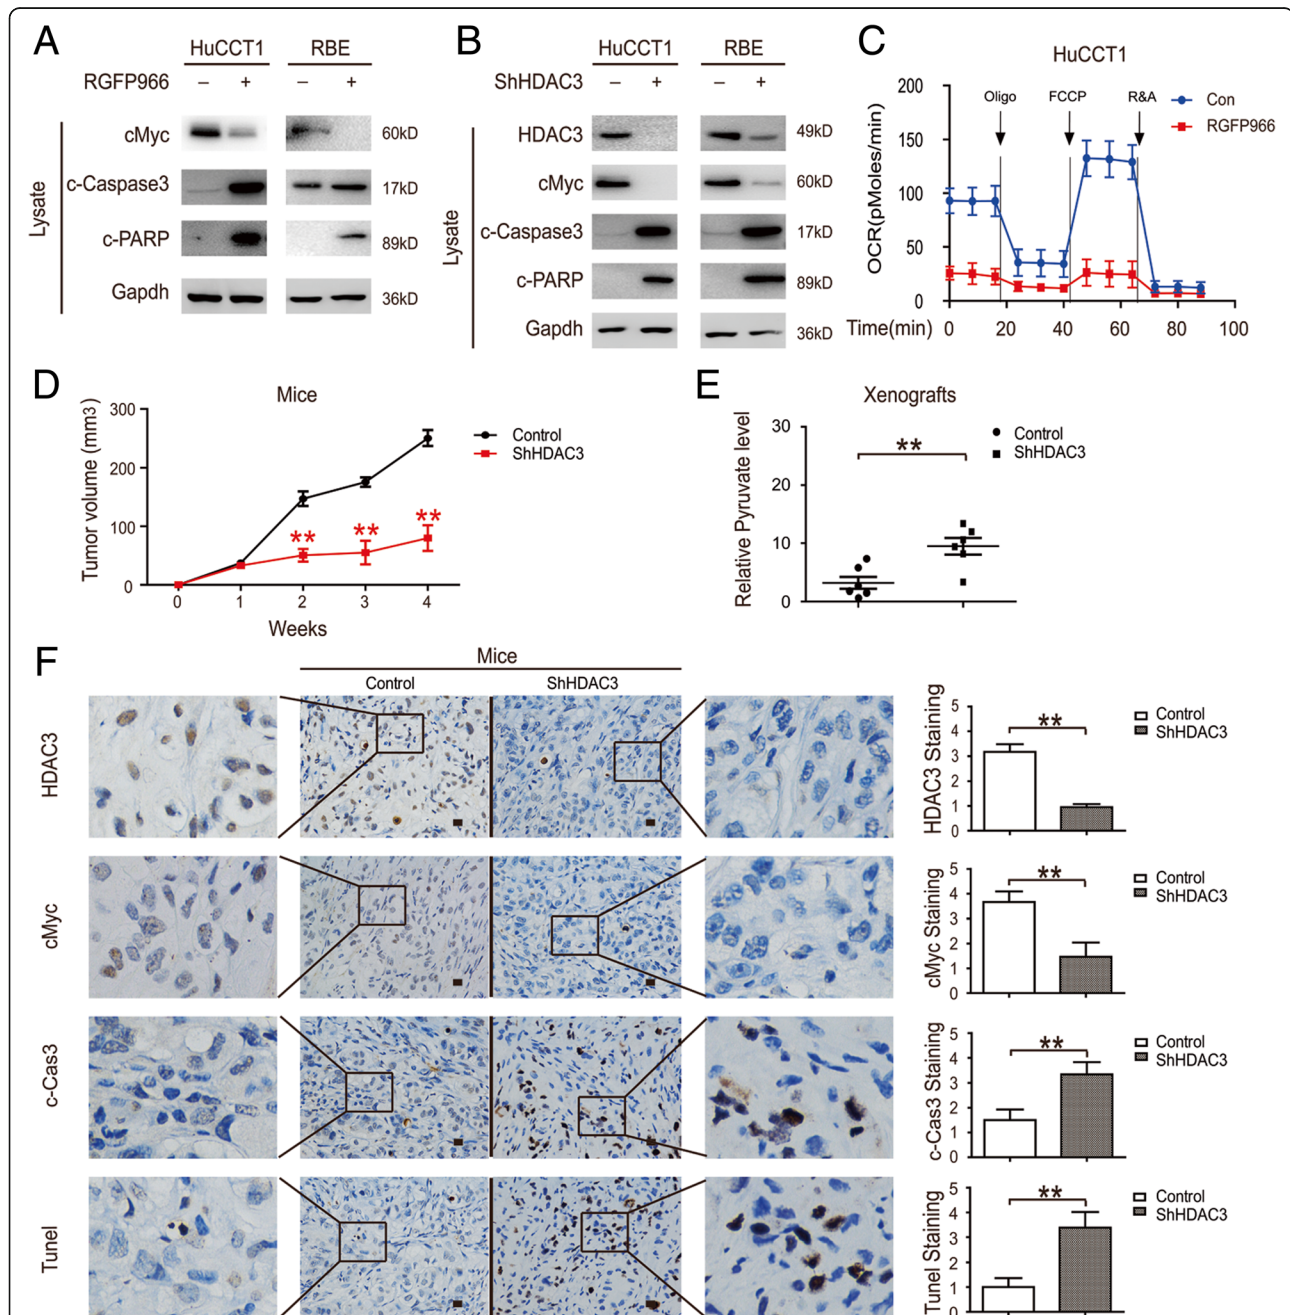 A
HuCCT1 RBE
RGFP966 – + – +
Lysate
cMyc 60kD
c-Caspase3 17kD
c-PARP 89kD
Gapdh 36kD
B
HuCCT1 RBE
ShHDAC3 – + – +
Lysate
HDAC3 49kD
cMyc 60kD
c-Caspase3 17kD
c-PARP 89kD
Gapdh 36kD
C
HuCCT1
OCR(pMoles/min)
200
150
100
50
0
Oligo FCCP R&A
Con
RGFP966
Time(min) 0 20 40 60 80 100
D
Mice
Tumor volume (mm3)
300
200
100
0
Control
ShHDAC3
** ** **
0 1 2 3 4
Weeks
E
Xenografts
Relative Pyruvate level
30
20
10
0
**
Control
ShHDAC3
F
Mice
Control ShHDAC3
HDAC3
HDAC3 Staining
5
4
3
2
1
0
**
Control
ShHDAC3
cMyc
cMyc Staining
5
4
3
2
1
0
**
Control
ShHDAC3
c-Cas3
c-Cas3 Staining
5
4
3
2
1
0
**
Control
ShHDAC3
Tunel
Tunel Staining
5
4
3
2
1
0
**
Control
ShHDAC3